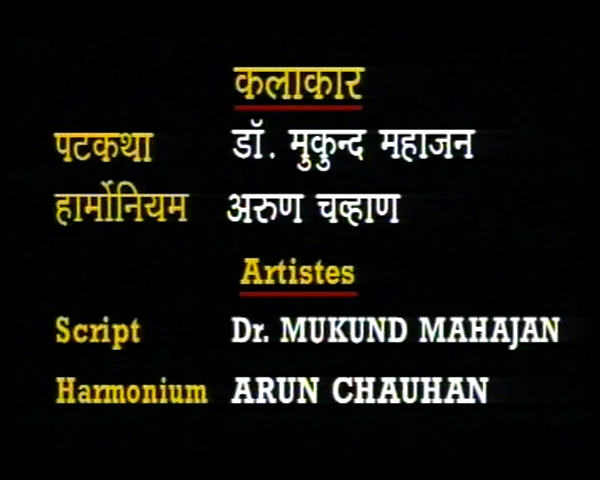 कलाकार
पटकथा डॉ. मुकुन्द महाजन
हार्मोनियम अरुण चव्हाण
Artistes
Script Dr. MUKUND MAHAJAN
Harmonium ARUN CHAUHAN